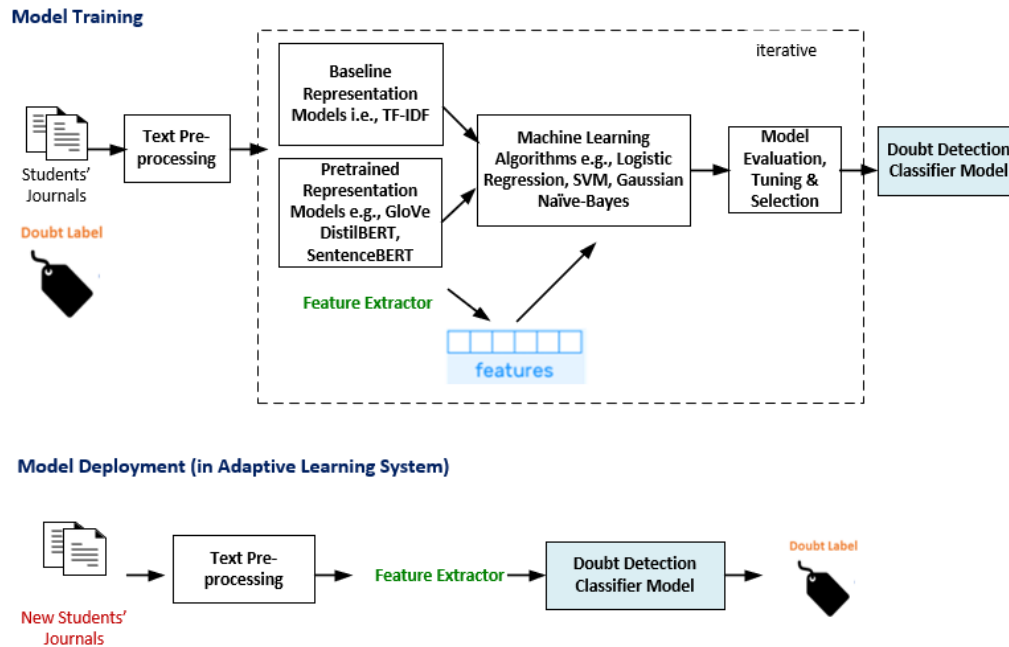 Model Training
iterative
Baseline
Representation
Models i.e., TF-IDF
Text Pre-
processing
Students'
Journals
Doubt Label
Pretrained
Representation
Models e.g., GloVe
DistilBERT,
SentenceBERT
Feature Extractor
features
Machine Learning
Algorithms e.g., Logistic
Regression, SVM, Gaussian
Naïve-Bayes
Model
Evaluation,
Tuning &
Selection
Doubt Detection
Classifier Model
Model Deployment (in Adaptive Learning System)
New Students'
Journals
Text Pre-
processing
Feature Extractor
Doubt Detection
Classifier Model
Doubt Label